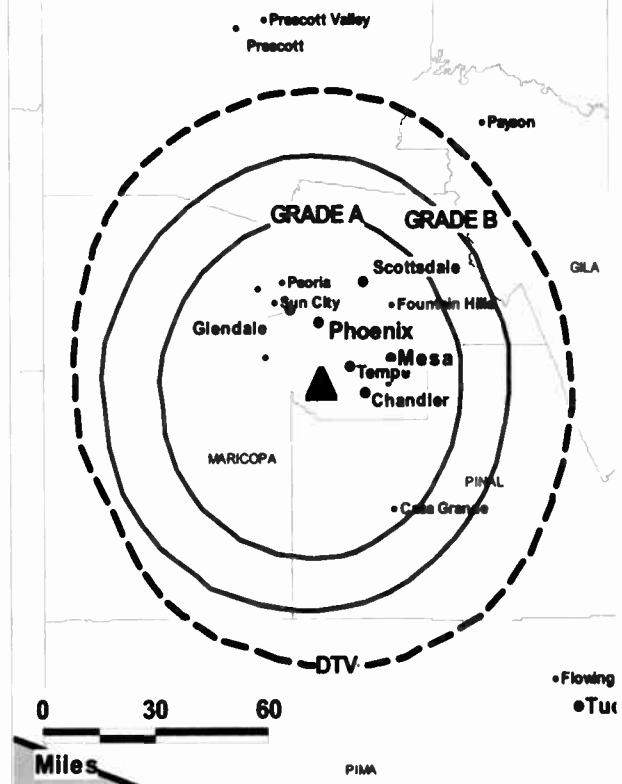 Prescott Valley
Prescott
Payson
GRADE A
GRADE B
Scottsdale
GILA
Peoria
Sun City
Fountain Hills
Glendale
Phoenix
Mesa
Tempe
Chandler
MARICOPA
PINAL
Casa Grande
DTV
Flowing
Tuc
0 30 60
Miles
PIMA